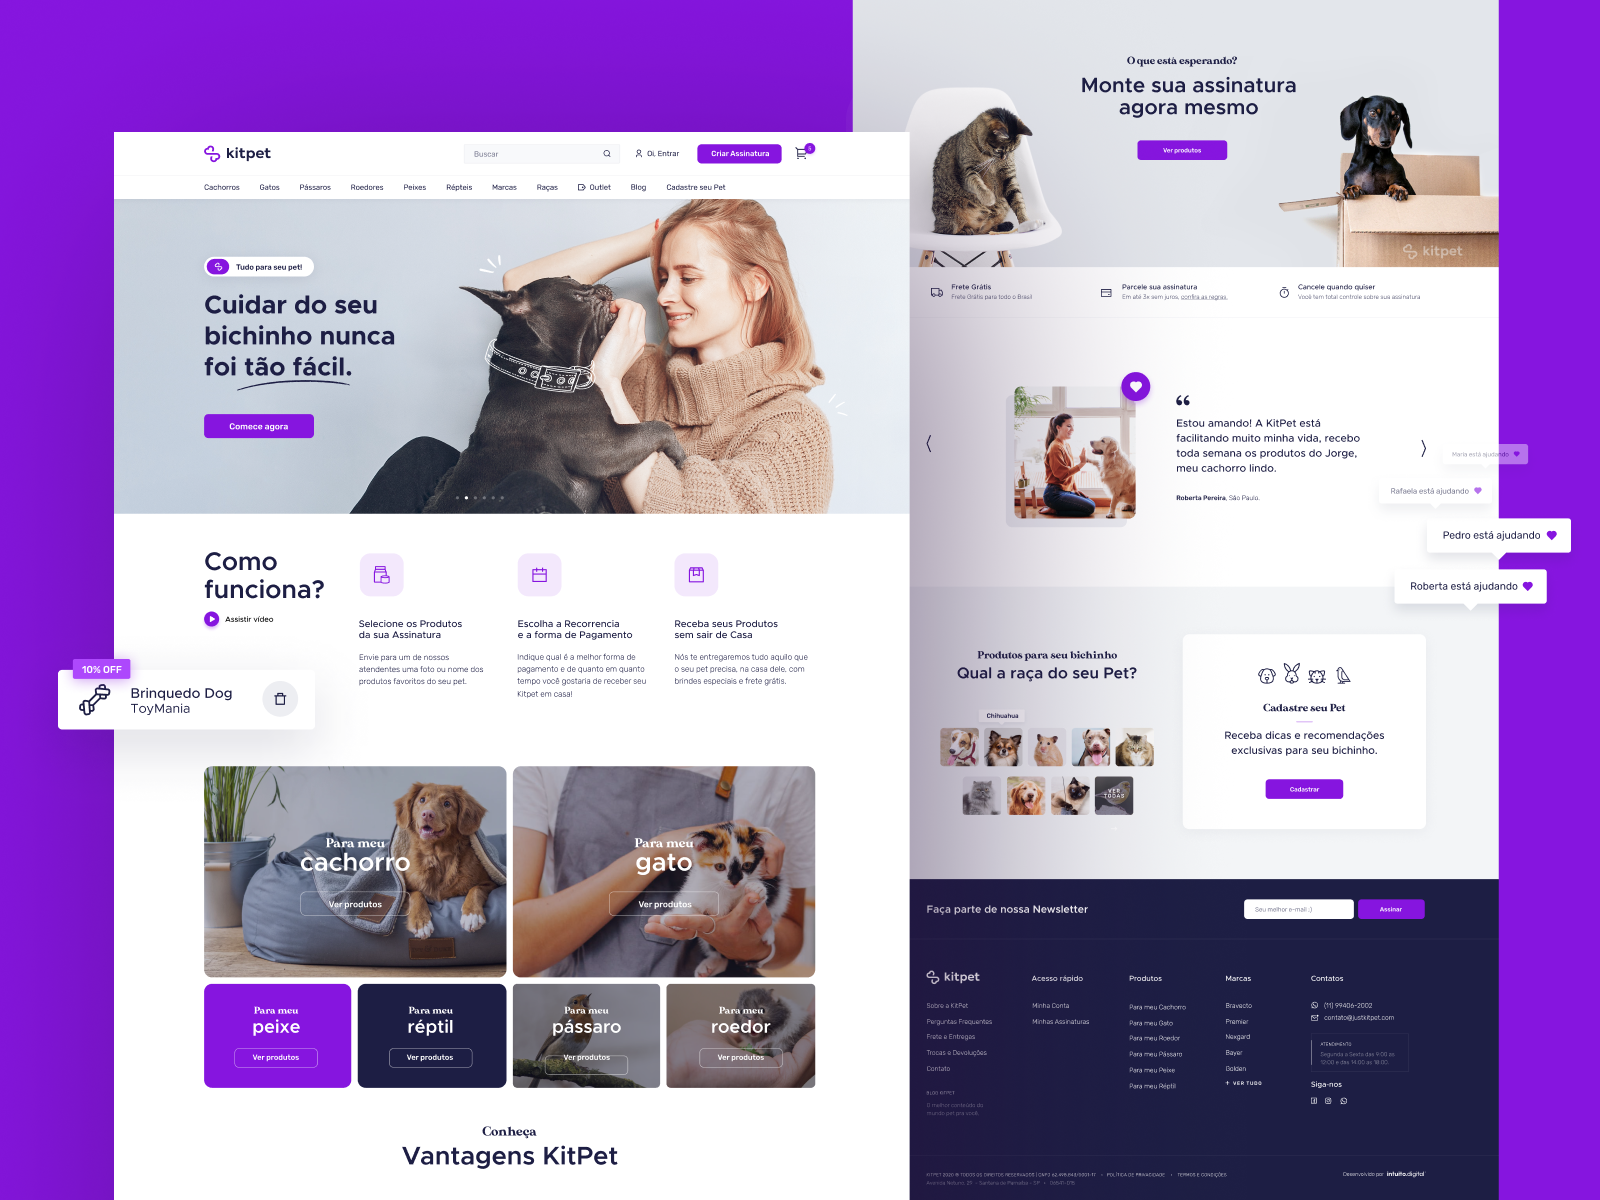 kitpet
Buscar
Oi, Entrar
Criar Assinatura
Cachorros
Gatos
Pássaros
Roedores
Peixes
Répteis
Marcas
Raças
Outlet
Blog
Cadastre seu Pet
Tudo para seu pet!
Cuidar do seu
bichinho nunca
foi tão fácil.
Comece agora
Como
funciona?
Assistir vídeo
Selecione os Produtos
da sua Assinatura
Envie para um de nossos
atendentes uma foto ou nome dos
produtos favoritos do seu pet.
Escolha a Recorrencia
e a forma de Pagamento
Indique qual é a melhor forma de
pagamento e de quanto em quanto
tempo você gostaria de receber seu
Kitpet em casa!
Receba seus Produtos
sem sair de Casa
Nós te entregaremos tudo aquilo que
o seu pet precisa, na casa dele, com
brindes especiais e frete grátis.
10% OFF
Brinquedo Dog
ToyMania
Para meu
cachorro
Ver produtos
Para meu
gato
Ver produtos
Para meu
peixe
Ver produtos
Para meu
réptil
Ver produtos
Para meu
pássaro
Ver produtos
Para meu
roedor
Ver produtos
Conheça
Vantagens KitPet
O que está esperando?
Monte sua assinatura
agora mesmo
Ver produtos
kitpet
Frete Grátis
Frete Grátis para todo o Brasil
Parcele sua assinatura
Em até 3x sem juros, confira as regras.
Cancele quando quiser
Você tem total controle sobre sua assinatura
“
Estou amando! A KitPet está
facilitando muito minha vida, recebo
toda semana os produtos do Jorge,
meu cachorro lindo.
Roberta Pereira, São Paulo.
Maria está ajudando
Rafaela está ajudando
Pedro está ajudando
Roberta está ajudando
Produtos para seu bichinho
Qual a raça do seu Pet?
Chihuahua
VER
TODAS
Cadastre seu Pet
Receba dicas e recomendações
exclusivas para seu bichinho.
Cadastrar
Faça parte de nossa Newsletter
Seu melhor e-mail ;)
Assinar
kitpet
Sobre a KitPet
Perguntas Frequentes
Frete e Entregas
Trocas e Devoluções
Contato
BLOG KITPET
O melhor conteúdo do
mundo pet pra você.
Acesso rápido
Minha Conta
Minhas Assinaturas
Produtos
Para meu Cachorro
Para meu Gato
Para meu Roedor
Para meu Pássaro
Para meu Peixe
Para meu Réptil
Marcas
Bravecto
Premier
Nexgard
Bayer
Golden
+ VER TUDO
Contatos
(11) 99406-2002
contato@justkitpet.com
ATENDIMENTO
Segunda a Sexta das 9:00 as
12:00 e das 14:00 as 18:00.
Siga-nos
POLÍTICA DE PRIVACIDADE
TERMOS E CONDIÇÕES
Desenvolvido por intuito.digital